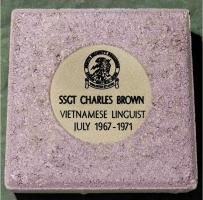 SSGT CHARLES BROWN
VIETNAMESE LINGUIST
JULY 1967-1971